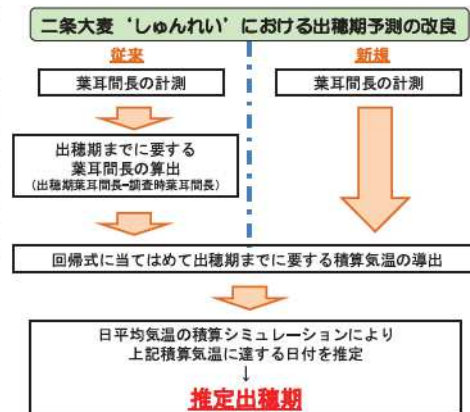 二条大麦‘しゅんれい’における出穂期予測の改良
従来
新規
葉耳間長の計測
葉耳間長の計測
出穂期までに要する
葉耳間長の算出
(出穂期葉耳間長-調査時葉耳間長)
回帰式に当てはめて出穂期までに要する積算気温の導出
日平均気温の積算シミュレーションにより
上記積算気温に達する日付を推定
↓
推定出穂期